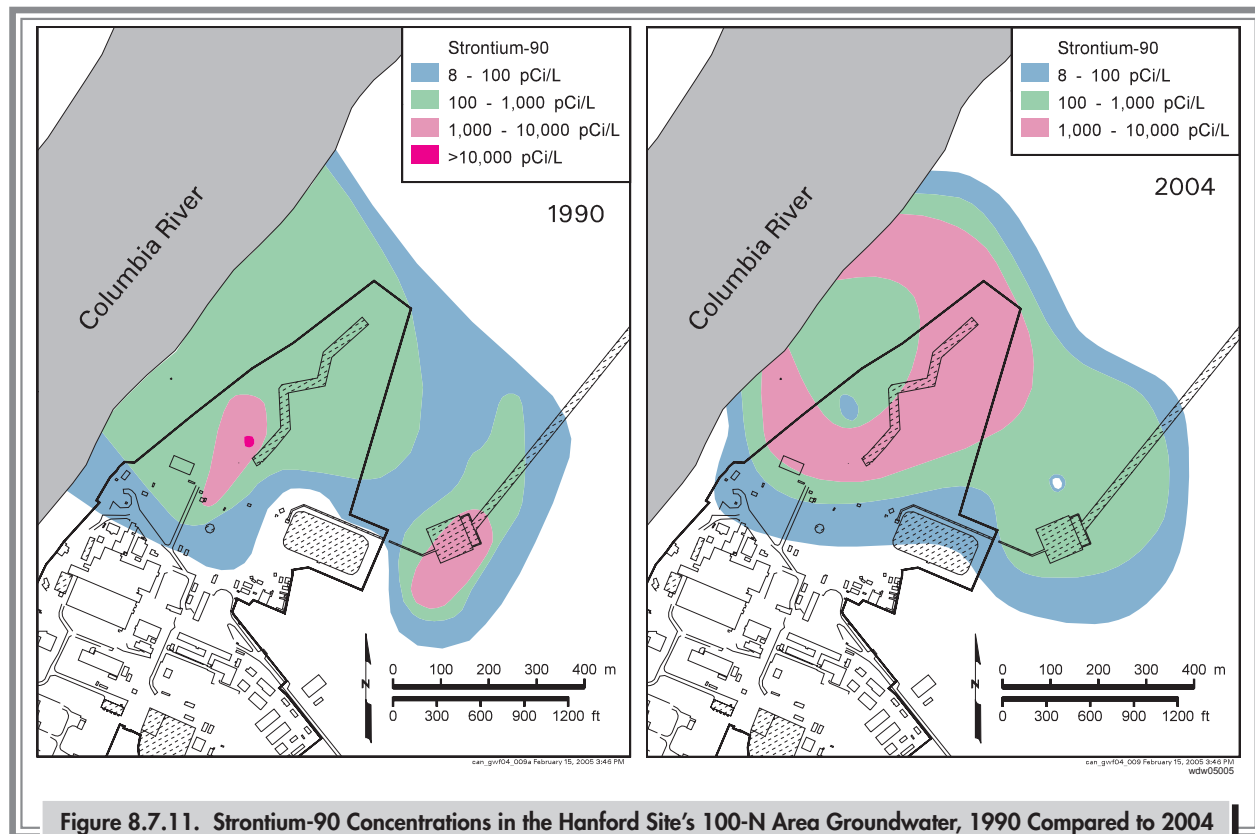 Strontium-90
8 - 100 pCi/L
100 - 1,000 pCi/L
1,000 - 10,000 pCi/L
>10,000 pCi/L
1990
Columbia River
N
0 100 200 300 400 m
0 300 600 900 1200 ft
can_gwf04_009a February 15, 2005 3:46 PM
Strontium-90
8 - 100 pCi/L
100 - 1,000 pCi/L
1,000 - 10,000 pCi/L
2004
Columbia River
N
0 100 200 300 400 m
0 300 600 900 1200 ft
can_gwf04_009 February 15, 2005 3:46 PM
wdw05005
Figure 8.7.11. Strontium-90 Concentrations in the Hanford Site's 100-N Area Groundwater, 1990 Compared to 2004